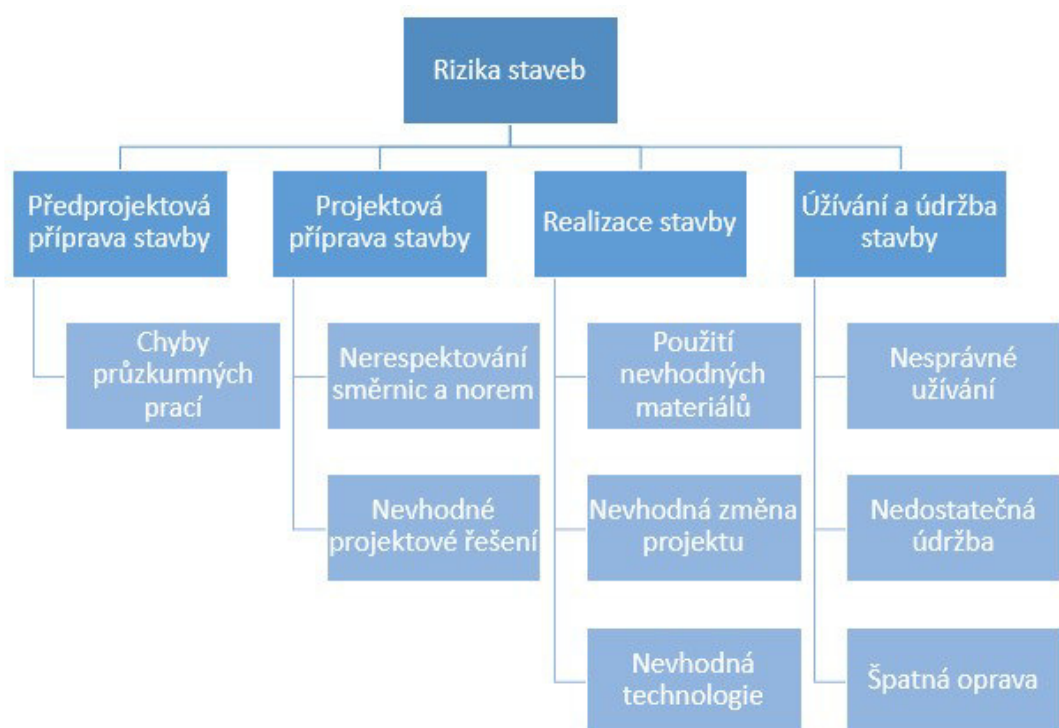 Rizika staveb
Předprojektová
příprava stavby
Projektová
příprava stavby
Realizace stavby
Úžívání a údržba
stavby
Chyby
průzkumných
prací
Nerespektování
směrnic a norem
Použití
nevhodných
materiálů
Nesprávné
užívání
Nevhodné
projektové řešení
Nevhodná změna
projektu
Nedostatečná
údržba
Nevhodná
technologie
Špatná oprava